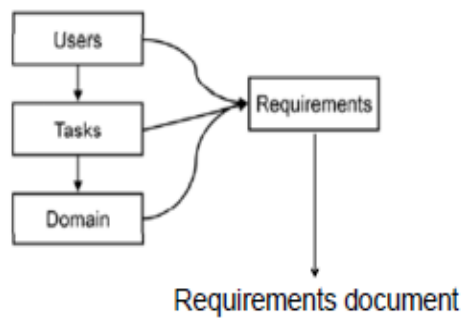 Users
Requirements
Tasks
Domain
Requirements document